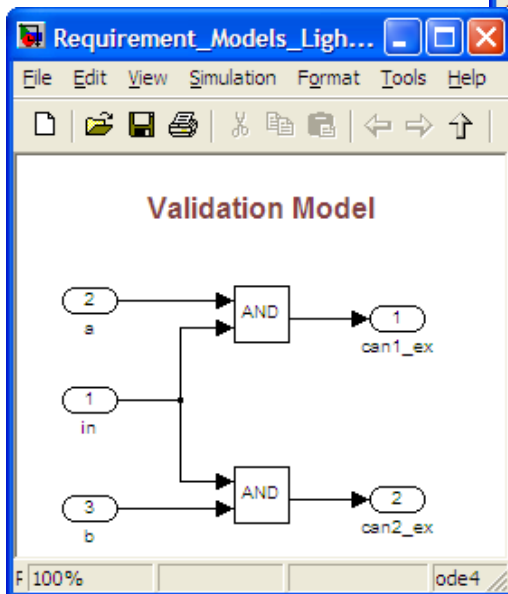 Requirement_Models_Ligh...
File Edit View Simulation Format Tools Help
Validation Model
2
a
AND
1
can1_ex
1
in
AND
2
can2_ex
3
b
F 100% ode4